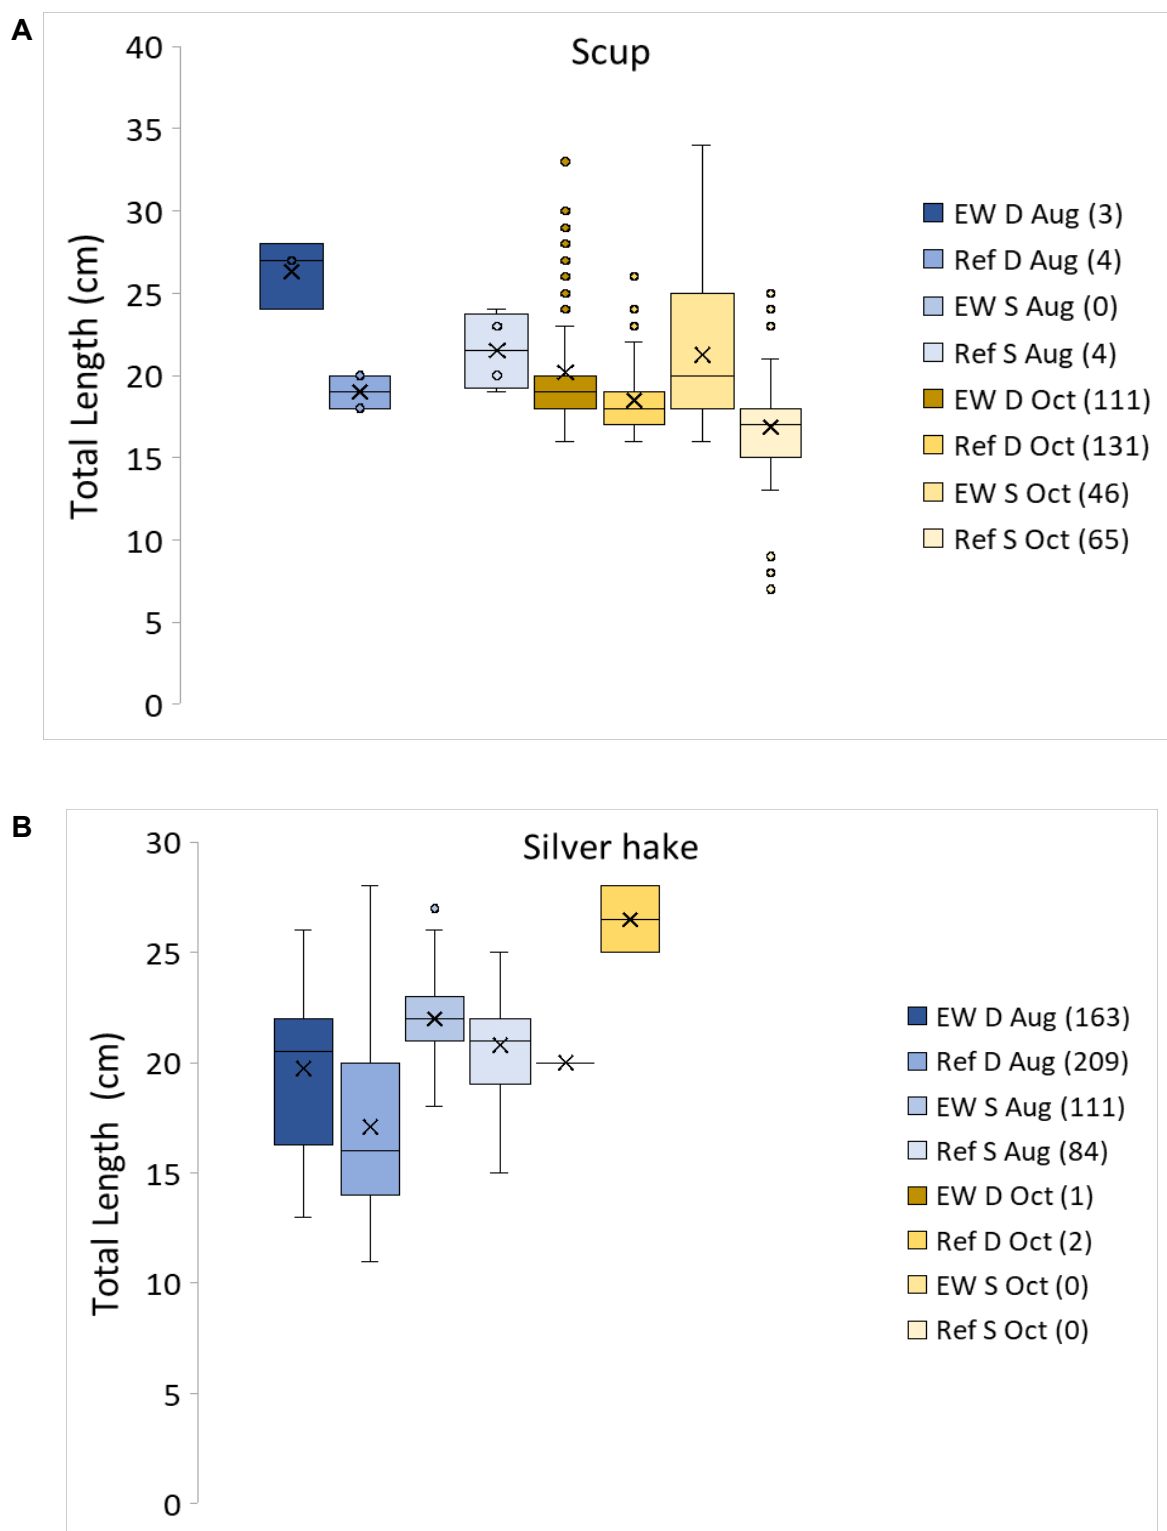 A
Scup
40
35
30
25
20
15
10
5
0
Total Length (cm)
EW D Aug (3)
Ref D Aug (4)
EW S Aug (0)
Ref S Aug (4)
EW D Oct (111)
Ref D Oct (131)
EW S Oct (46)
Ref S Oct (65)
B
Silver hake
30
25
20
15
10
5
0
Total Length (cm)
EW D Aug (163)
Ref D Aug (209)
EW S Aug (111)
Ref S Aug (84)
EW D Oct (1)
Ref D Oct (2)
EW S Oct (0)
Ref S Oct (0)